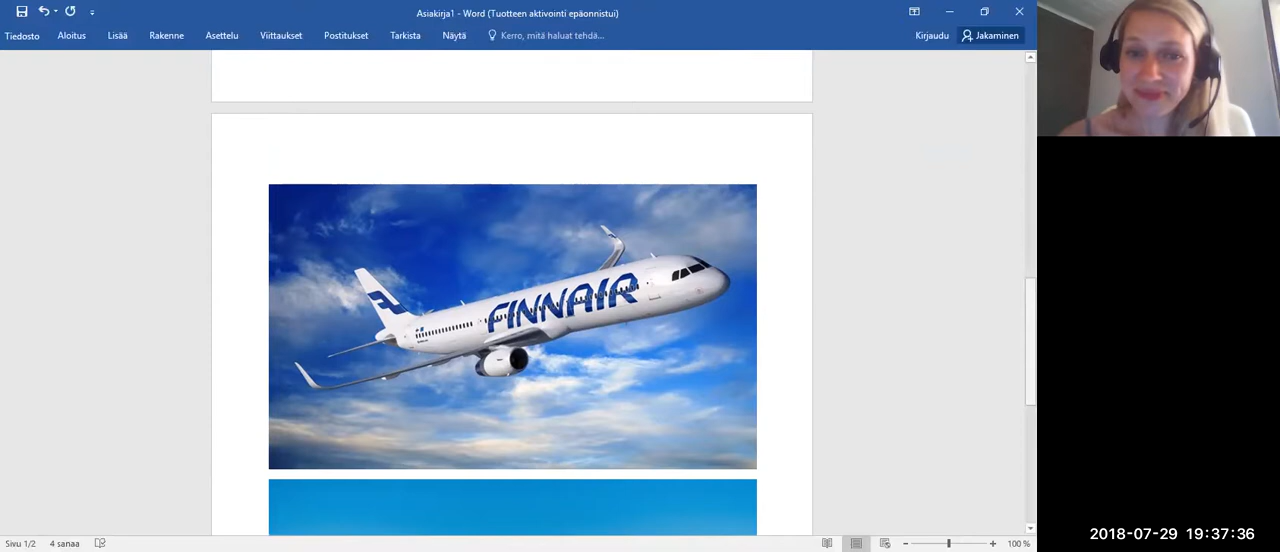 Asiakirja1 - Word (Tuotteen aktivointi epäonnistui)
Tiedosto Aloitus Lisää Rakenne Asettelu Viittaukset Postitukset Tarkista Näytä Kerro, mitä haluat tehdä... Kirjaudu Jakaminen
FINNAIR
Sivu 1/2 4 sanaa 100 %
2018-07-29 19:37:36